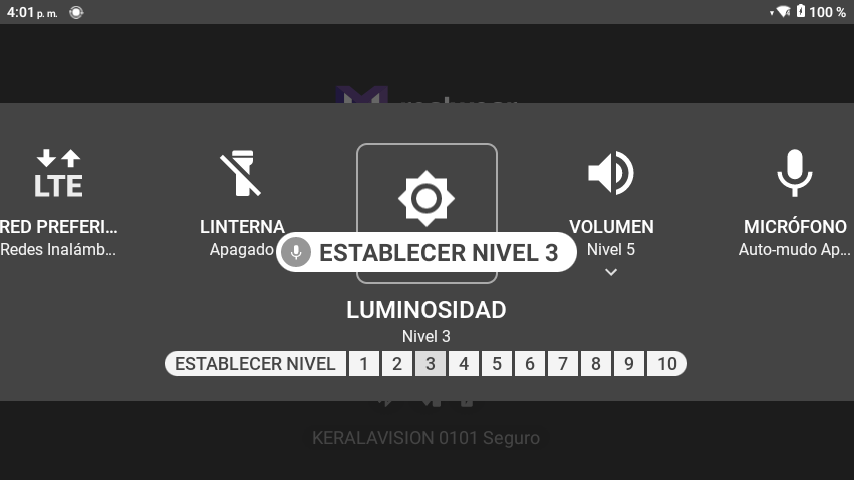 4:01 p. m.
100 %
LTE
RED PREFERI...
Redes Inalámb...
LINTERNA
Apagado
ESTABLECER NIVEL 3
VOLUMEN
Nivel 5
MICRÓFONO
Auto-mudo Ap...
LUMINOSIDAD
Nivel 3
ESTABLECER NIVEL 1 2 3 4 5 6 7 8 9 10
KERALAVISION 0101 Seguro